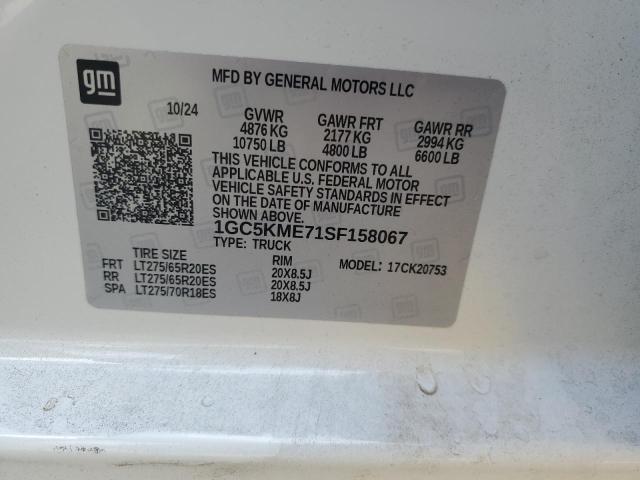 gm
MFD BY GENERAL MOTORS LLC
10/24
GVWR GAWR FRT GAWR RR
4876 KG 2177 KG 2994 KG
10750 LB 4800 LB 6600 LB
THIS VEHICLE CONFORMS TO ALL
APPLICABLE U.S. FEDERAL MOTOR
VEHICLE SAFETY STANDARDS IN EFFECT
ON THE DATE OF MANUFACTURE
SHOWN ABOVE.
1GC5KME71SF158067
TYPE: TRUCK
TIRE SIZE RIM MODEL: 17CK20753
FRT LT275/65R20ES 20X8.5J
RR LT275/65R20ES 20X8.5J
SPA LT275/70R18ES 18X8J